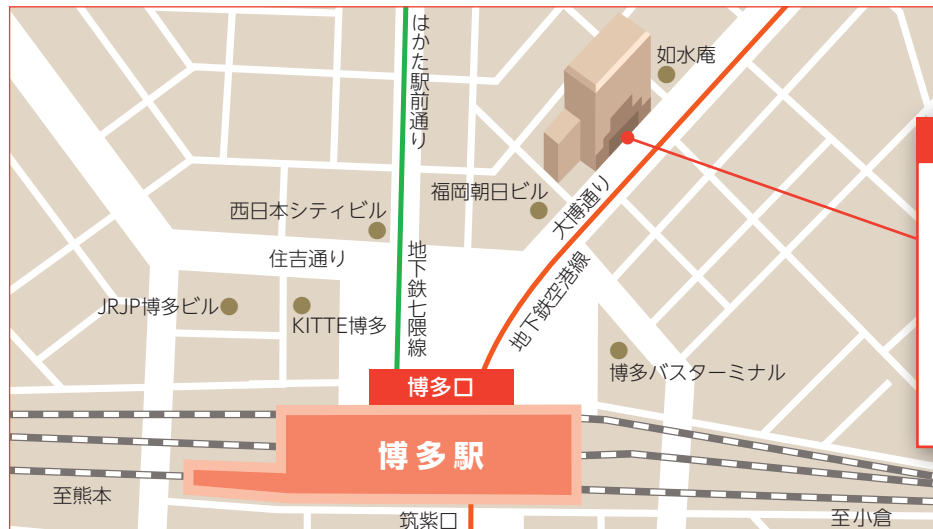 はかた駅前通り
如水庵
福岡朝日ビル
大博通り
西日本シティビル
住吉通り
地下鉄七隈線
地下鉄空港線
JRJP博多ビル
KITTE博多
博多バスターミナル
博多口
博多駅
至熊本
筑紫口
至小倉